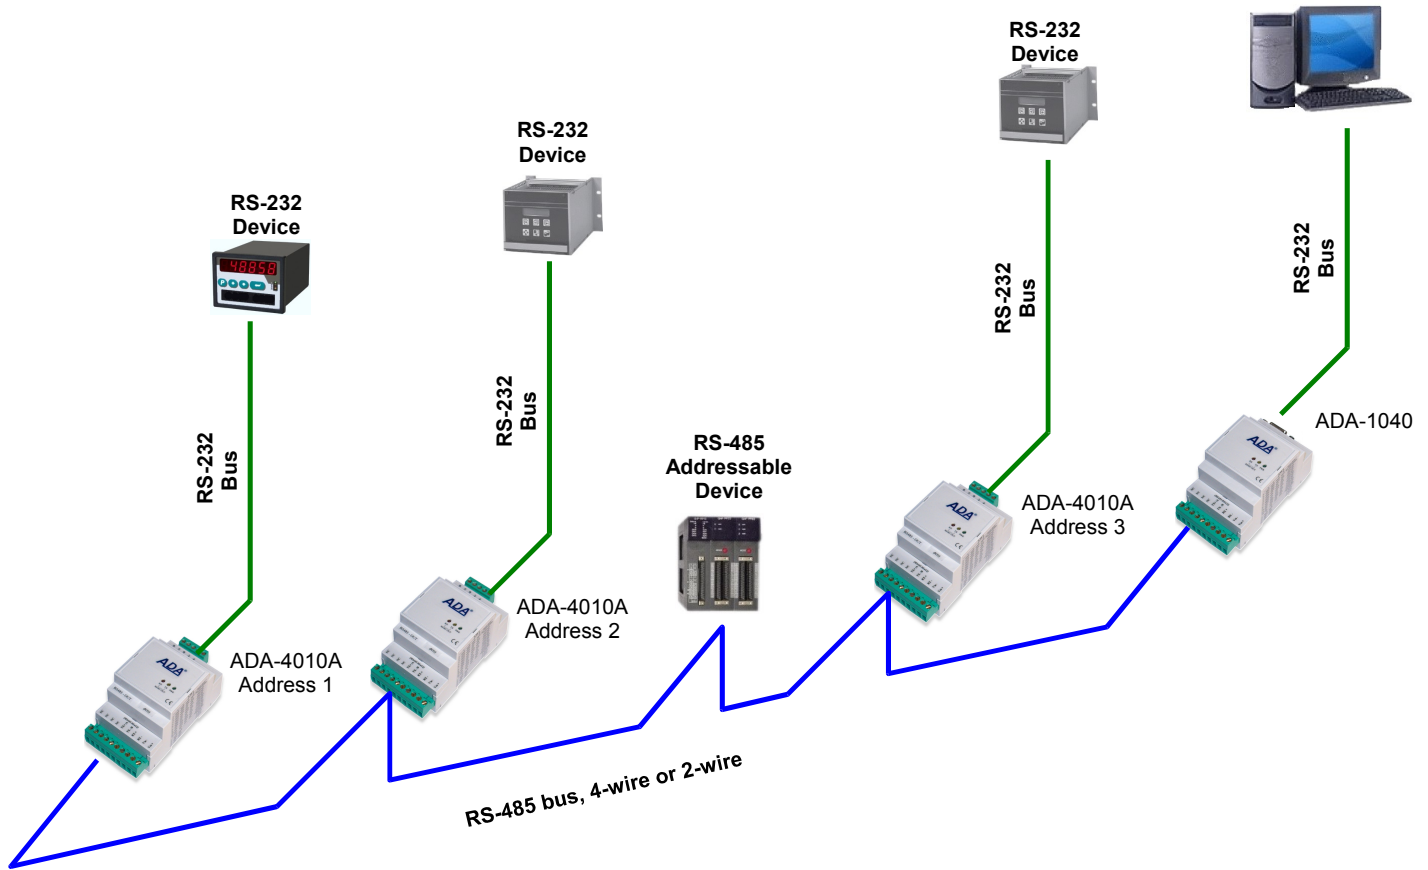 RS-232
Device
RS-232
Device
RS-232
Device
48858
RS-232
Bus
RS-232
Bus
RS-232
Bus
RS-232
Bus
ADA-1040
ADA
RS-485
Addressable
Device
ADA-4010A
Address 3
ADA
ADA-4010A
Address 2
ADA
ADA-4010A
Address 1
ADA
RS-485 bus, 4-wire or 2-wire